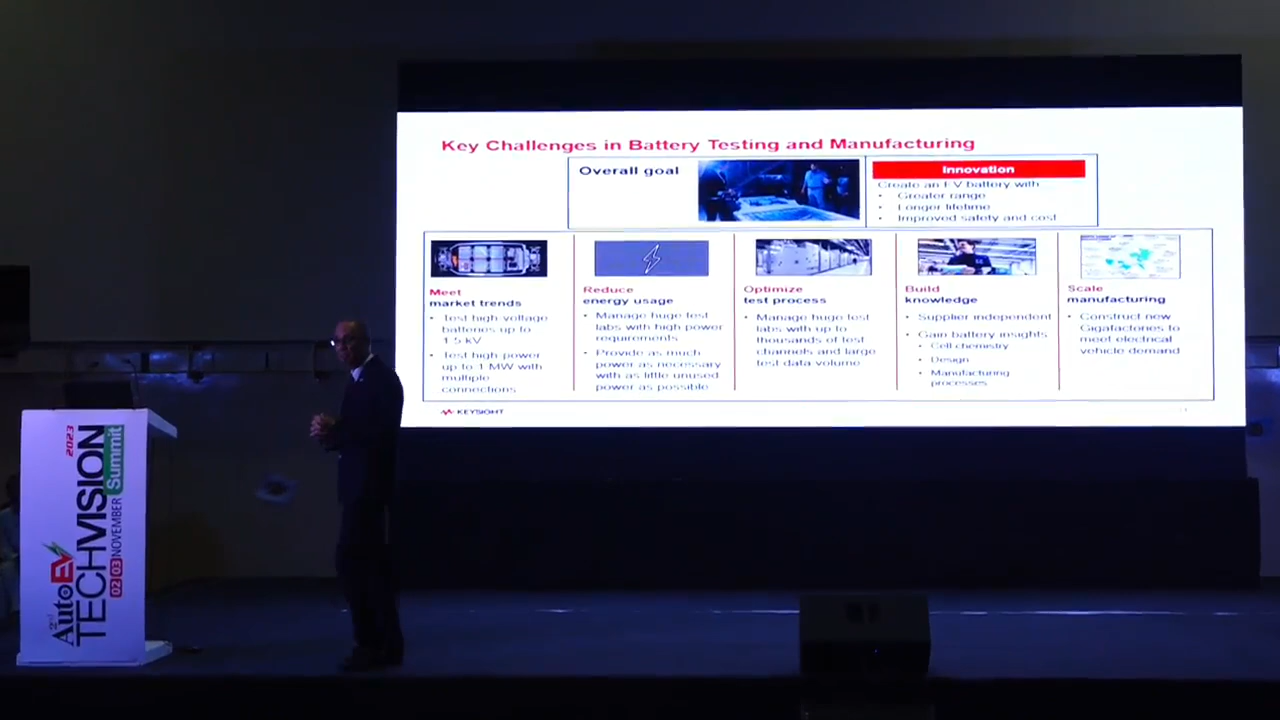 Key Challenges in Battery Testing and Manufacturing
Overall goal
Innovation
Create an EV battery with
• Greater range
• Longer lifetime
• Improved safety and cost
Meet
market trends
• Test high voltage
batteries up to
1.5 kV
• Test high power
up to 1 MW with
multiple
connections
Reduce
energy usage
• Manage huge test
labs with high power
requirements
• Provide as much
power as necessary
with as little unused
power as possible
Optimize
test process
• Manage huge test
labs with up to
thousands of test
channels and large
test data volume
Build
knowledge
• Supplier independent
• Gain battery insights
• Cell chemistry
• Design
• Manufacturing
processes
Scale
manufacturing
• Construct new
Gigafactories to
meet electrical
vehicle demand
KEYSIGHT
2nd AutoEV
TECHVISION
2023
Summit
02 03 NOVEMBER